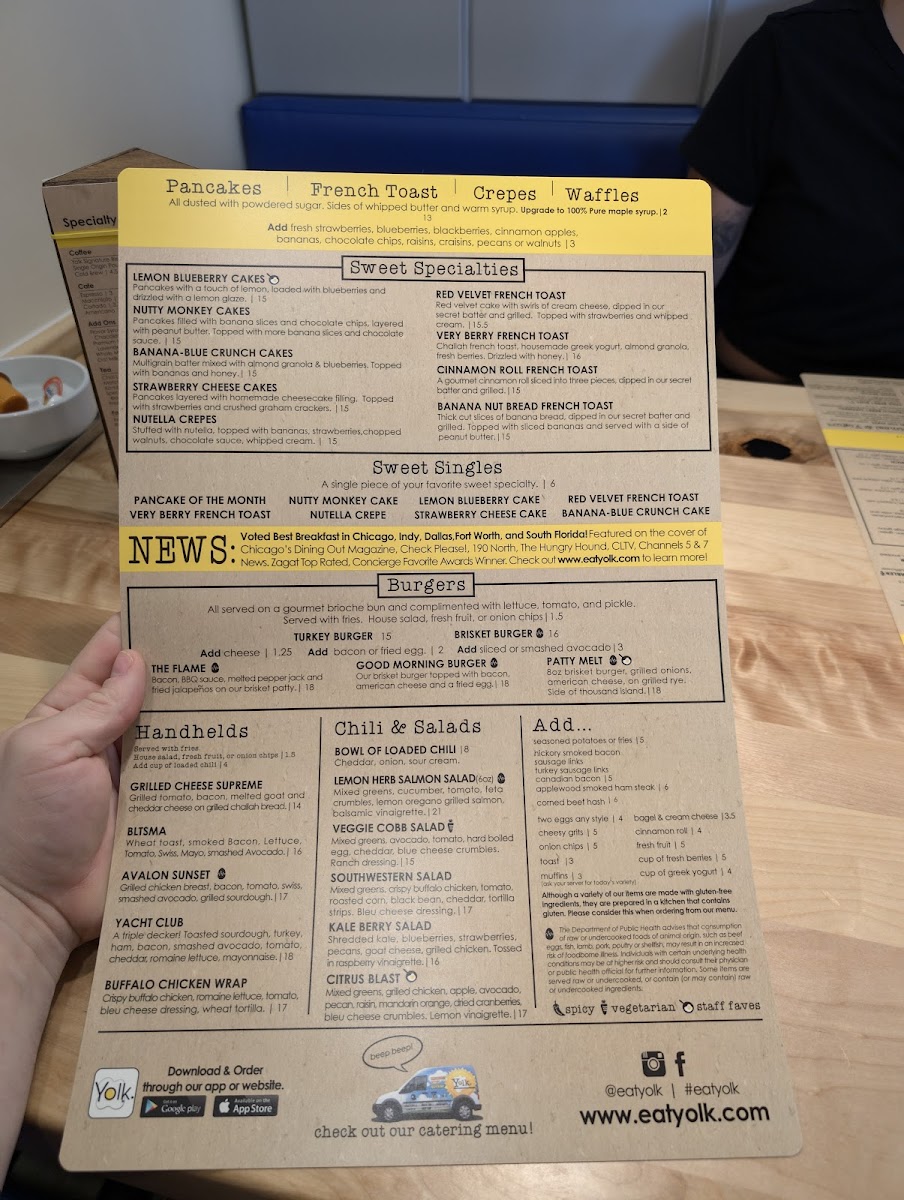 Pancakes | French Toast | Crepes | Waffles
All dusted with powdered sugar. Sides of whipped butter and warm syrup. Upgrade to 100% Pure maple syrup. | 2
13
Add fresh strawberries, blueberries, blackberries, cinnamon apples,
bananas, chocolate chips, raisins, craisins, pecans or walnuts | 3
Sweet Specialties
LEMON BLUEBERRY CAKES
Pancakes with a touch of lemon, loaded with blueberries and
drizzled with a lemon glaze. | 15
NUTTY MONKEY CAKES
Pancakes filled with banana slices and chocolate chips, layered
with peanut butter. Topped with more banana slices and chocolate
sauce. | 15
BANANA-BLUE CRUNCH CAKES
Multigrain batter mixed with almond granola & blueberries. Topped
with bananas and honey. | 15
STRAWBERRY CHEESE CAKES
Pancakes layered with homemade cheesecake filling. Topped
with strawberries and crushed graham crackers. | 15
NUTELLA CREPES
Stuffed with nutella, topped with bananas, strawberries,chopped
walnuts, chocolate sauce, whipped cream. | 15
RED VELVET FRENCH TOAST
Red velvet cake with swirls of cream cheese, dipped in our
secret batter and grilled. Topped with strawberries and whipped
cream. | 15.5
VERY BERRY FRENCH TOAST
Challah french toast, housemade greek yogurt, almond granola,
fresh berries. Drizzled with honey. | 16
CINNAMON ROLL FRENCH TOAST
A gourmet cinnamon roll sliced into three pieces, dipped in our secret
batter and grilled. | 15
BANANA NUT BREAD FRENCH TOAST
Thick cut slices of banana bread, dipped in our secret batter and
grilled. Topped with sliced bananas and served with a side of
peanut butter. | 15
Sweet Singles
A single piece of your favorite sweet specialty. | 6
PANCAKE OF THE MONTH NUTTY MONKEY CAKE LEMON BLUEBERRY CAKE RED VELVET FRENCH TOAST
VERY BERRY FRENCH TOAST NUTELLA CREPE STRAWBERRY CHEESE CAKE BANANA-BLUE CRUNCH CAKE
NEWS:
Voted Best Breakfast in Chicago, Indy, Dallas,Fort Worth, and South Florida! Featured on the cover of
Chicago's Dining Out Magazine, Check Please!, 190 North, The Hungry Hound, CLTV, Channels 5 & 7
News, Zagat Top Rated, Concierge Favorite Awards Winner. Check out www.eatyolk.com to learn more!
Burgers
All served on a gourmet brioche bun and complimented with lettuce, tomato, and pickle.
Served with fries. House salad, fresh fruit, or onion chips | 1.5
TURKEY BURGER 15 BRISKET BURGER 16
Add cheese | 1.25 Add bacon or fried egg. | 2 Add sliced or smashed avocado | 3
THE FLAME
Bacon, BBQ sauce, melted pepper jack and
fried jalapeños on our brisket patty. | 18
GOOD MORNING BURGER
Our brisket burger topped with bacon,
american cheese and a fried egg. | 18
PATTY MELT
8oz brisket burger, grilled onions,
american cheese, on grilled rye.
Side of thousand island. | 18
Handhelds
Served with fries
House salad, fresh fruit, or onion chips | 1.5
Add cup of loaded chili | 4
GRILLED CHEESE SUPREME
Grilled tomato, bacon, melted goat and
cheddar cheese on grilled challah bread. | 14
BLTSMA
Wheat toast, smoked Bacon, Lettuce,
Tomato, Swiss, Mayo, smashed Avocado. | 16
AVALON SUNSET
Grilled chicken breast, bacon, tomato, swiss,
smashed avocado, grilled sourdough. | 17
YACHT CLUB
A triple decker! Toasted sourdough, turkey,
ham, bacon, smashed avocado, tomato,
cheddar, romaine lettuce, mayonnaise. | 18
BUFFALO CHICKEN WRAP
Crispy buffalo chicken, romaine lettuce, tomato,
bleu cheese dressing, wheat tortilla. | 17
Chili & Salads
BOWL OF LOADED CHILI | 8
Cheddar, onion, sour cream.
LEMON HERB SALMON SALAD(6oz)
Mixed greens, cucumber, tomato, feta
crumbles, lemon oregano grilled salmon,
balsamic vinaigrette. | 21
VEGGIE COBB SALAD
Mixed greens, avocado, tomato, hard boiled
egg, cheddar, blue cheese crumbles.
Ranch dressing. | 15
SOUTHWESTERN SALAD
Mixed greens, crispy buffalo chicken, tomato,
roasted corn, black bean, cheddar, tortilla
strips. Bleu cheese dressing. | 17
KALE BERRY SALAD
Shredded kale, blueberries, strawberries,
pecans, goat cheese, grilled chicken. Tossed
in raspberry vinaigrette. | 16
CITRUS BLAST
Mixed greens, grilled chicken, apple, avocado,
pecan, raisin, mandarin orange, dried cranberries,
bleu cheese crumbles. Lemon vinaigrette. | 17
Add...
seasoned potatoes or fries | 5
hickory smoked bacon
sausage links
turkey sausage links
canadian bacon | 5
applewood smoked ham steak | 6
corned beef hash | 6
two eggs any style | 4 bagel & cream cheese | 3.5
cheesy grits | 5 cinnamon roll | 4
onion chips | 5 fresh fruit | 5
toast | 3 cup of fresh berries | 5
muffins | 3 cup of greek yogurt | 4
(ask your server for today's variety)
Although a variety of our items are made with gluten-free
ingredients, they are prepared in a kitchen that contains
gluten. Please consider this when ordering from our menu.
The Department of Public Health advises that consumption
of raw or undercooked foods of animal origin, such as beef
eggs, fish, lamb, pork, poultry or shellfish, may result in an increased
risk of foodborne illness. Individuals with certain underlying health
conditions may be at higher risk and should consult their physician
or public health official for further information. Some items are
served raw or undercooked, or contain (or may contain) raw
or undercooked ingredients.
spicy vegetarian staff faves
Yolk.
Download & Order
through our app or website.
Google play
App Store
beep beep!
Yolk
check out our catering menu!
@eatyolk | #eatyolk
www.eatyolk.com
Specialty
Coffee
Cold Brew
Cafe
Add Ons
Tea